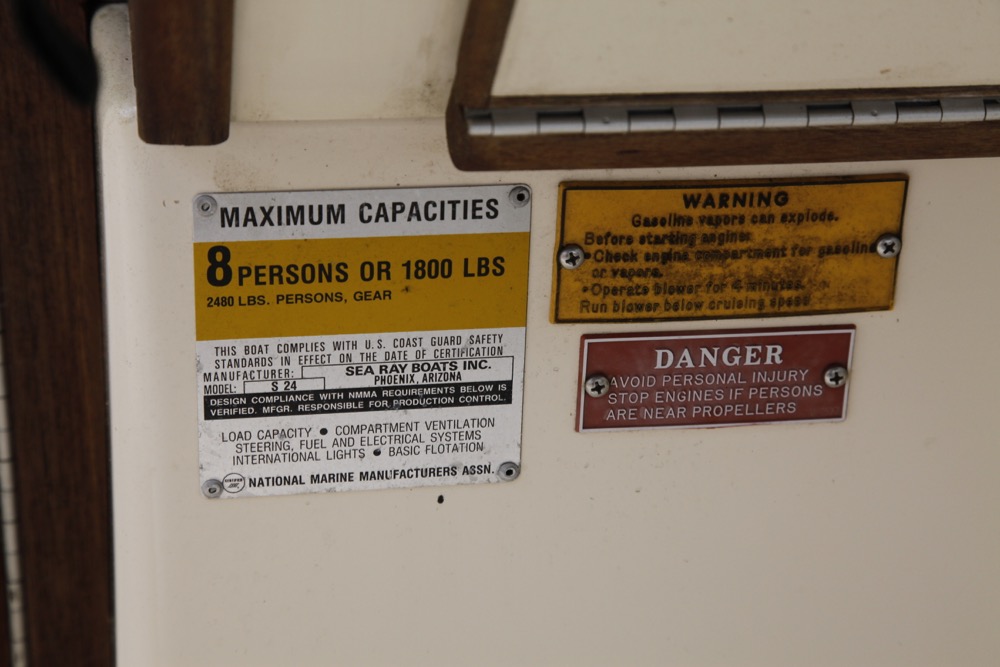 MAXIMUM CAPACITIES
8 PERSONS OR 1800 LBS
2480 LBS. PERSONS, GEAR
THIS BOAT COMPLIES WITH U.S. COAST GUARD SAFETY
STANDARDS IN EFFECT ON THE DATE OF CERTIFICATION
MANUFACTURER: SEA RAY BOATS INC.
PHOENIX, ARIZONA
MODEL: S 24
DESIGN COMPLIANCE WITH NMMA REQUIREMENTS BELOW IS
VERIFIED. MFGR. RESPONSIBLE FOR PRODUCTION CONTROL.
LOAD CAPACITY • COMPARTMENT VENTILATION
STEERING, FUEL AND ELECTRICAL SYSTEMS
INTERNATIONAL LIGHTS • BASIC FLOTATION
NATIONAL MARINE MANUFACTURERS ASSN.
WARNING
Gasoline vapors can explode.
Before starting engine:
•Check engine compartment for gasoline
or vapors.
•Operate blower for 4 minutes.
Run blower below cruising speed
DANGER
AVOID PERSONAL INJURY
STOP ENGINES IF PERSONS
ARE NEAR PROPELLERS